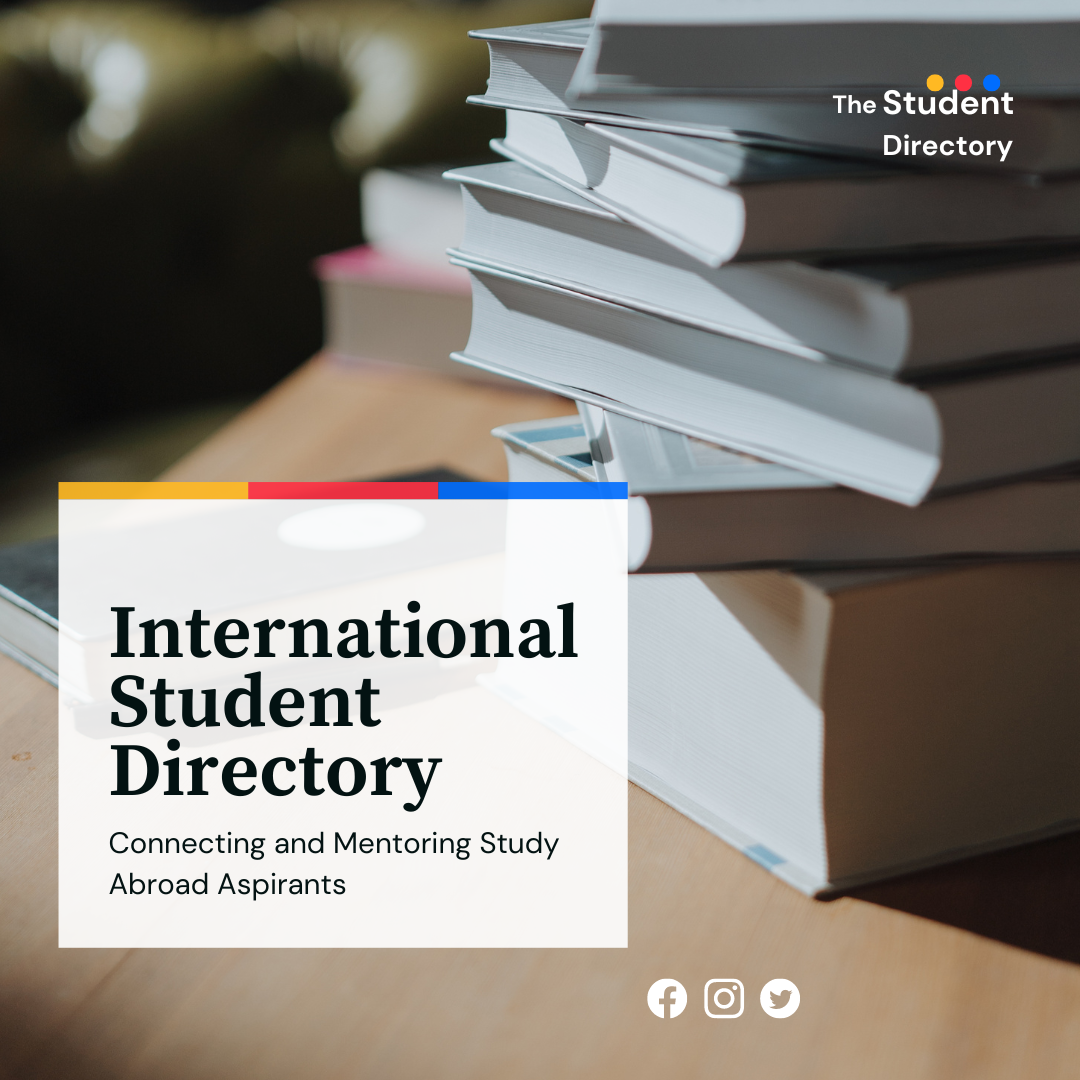 The Student
Directory
International
Student
Directory
Connecting and Mentoring Study
Abroad Aspirants